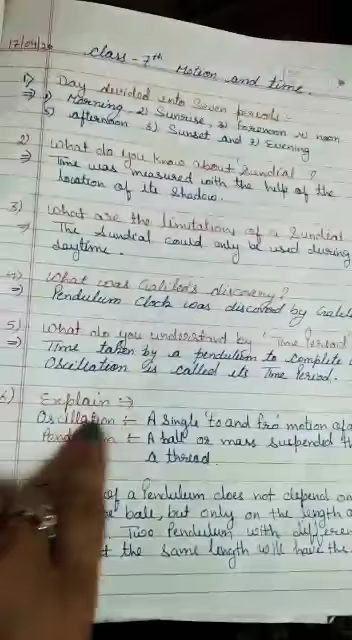 17/04/20
Class - 7th
Motion and time.
1) Day divided into seven periods :-
⇒ 1) Morning, 2) Sunrise, 3) Forenoon 4) noon
5) afternoon 6) Sunset and 7) Evening
2) What do you know about Sundial ?
⇒ Time was measured with the help of the
location of its Shadow.
3) What are the limitations of a Sundial
⇒ The Sundial could only be used during
daytime.
4) What was Galileo's discovery?
⇒ Pendulum Clock was discovered by
5) What do you understand by Time Period
⇒ Time taken by a pendulum to complete
Oscillation is called its Time Period.
6) Explain :⇒
Oscillation :- A single 'to and fro' motion of a
:- A ball or mass suspended
a thread.
of a Pendulum does not depend on
ball, but only on the length
Two Pendulum with
the same length will have the